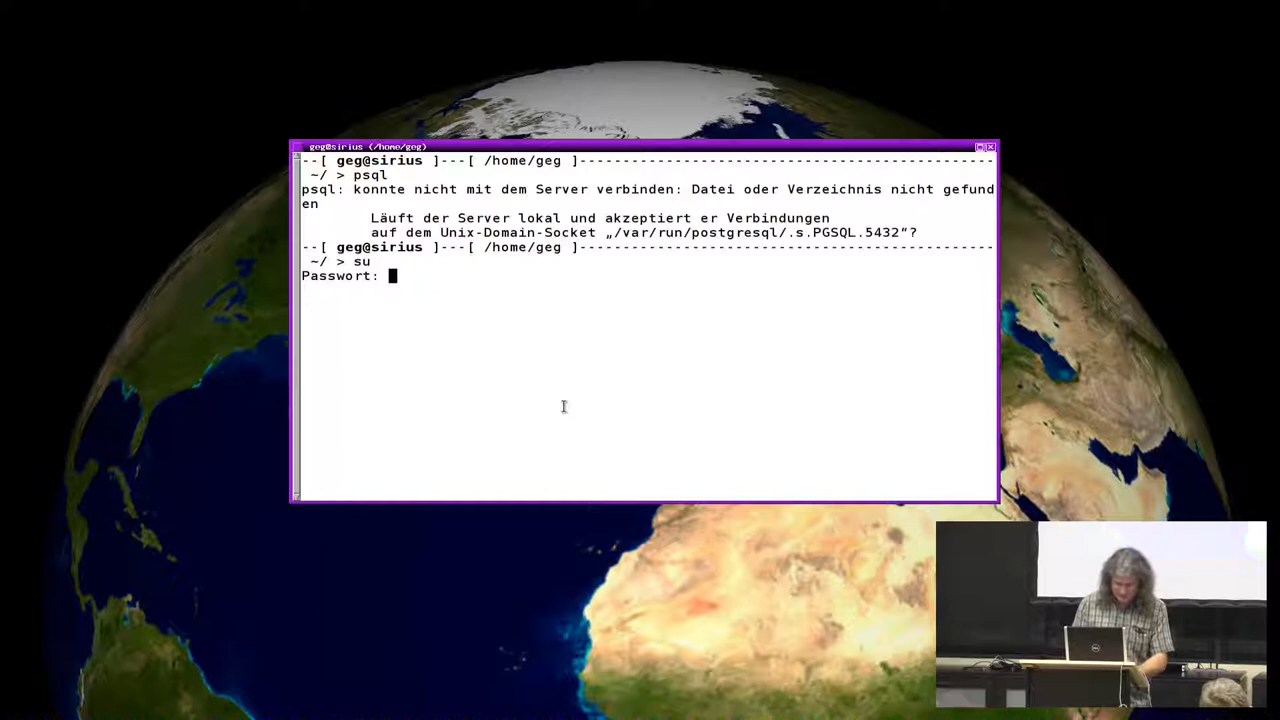 geg@sirius (/home/geg)
--[ geg@sirius ]---[ /home/geg ]------------------------------------------------
~/ > psql
psql: konnte nicht mit dem Server verbinden: Datei oder Verzeichnis nicht gefund
en
Läuft der Server lokal und akzeptiert er Verbindungen
auf dem Unix-Domain-Socket „/var/run/postgresql/.s.PGSQL.5432“?
--[ geg@sirius ]---[ /home/geg ]------------------------------------------------
~/ > su
Passwort: